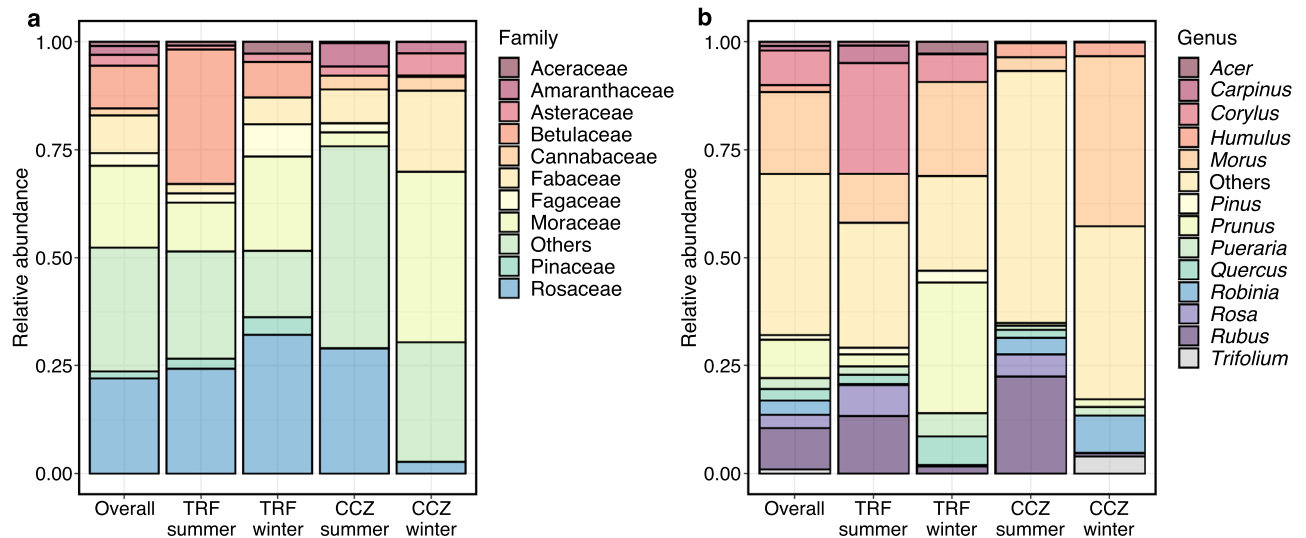 a
Relative abundance
1.00
0.75
0.50
0.25
0.00
Overall
TRF
summer
TRF
winter
CCZ
summer
CCZ
winter
Family
Aceraceae
Amaranthaceae
Asteraceae
Betulaceae
Cannabaceae
Fabaceae
Fagaceae
Moraceae
Others
Pinaceae
Rosaceae
b
Relative abundance
1.00
0.75
0.50
0.25
0.00
Overall
TRF
summer
TRF
winter
CCZ
summer
CCZ
winter
Genus
Acer
Carpinus
Corylus
Humulus
Morus
Others
Pinus
Prunus
Pueraria
Quercus
Robinia
Rosa
Rubus
Trifolium